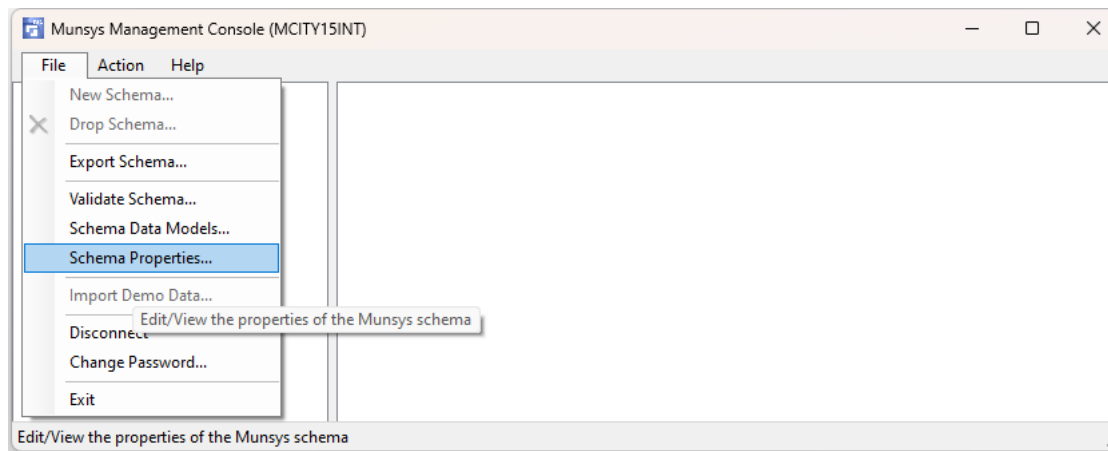 Munsys Management Console (MCITY15INT)
File Action Help
New Schema...
Drop Schema...
Export Schema...
Validate Schema...
Schema Data Models...
Schema Properties...
Import Demo Data...
Edit/View the properties of the Munsys schema
Disconnect
Change Password...
Exit
Edit/View the properties of the Munsys schema